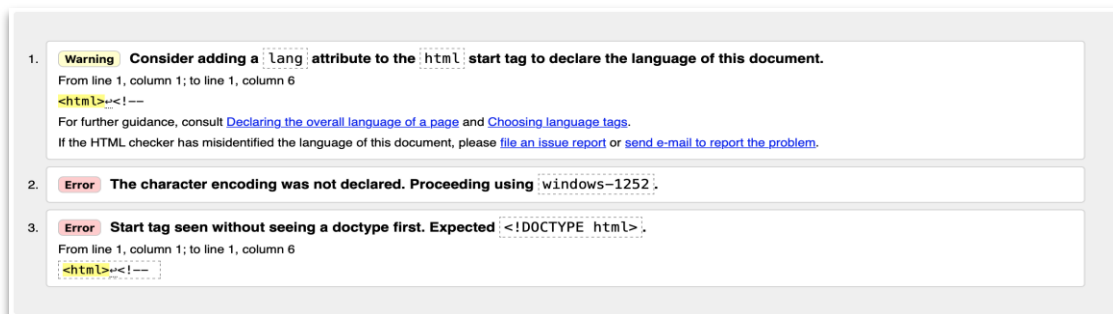 1. Warning Consider adding a lang attribute to the html start tag to declare the language of this document.
From line 1, column 1; to line 1, column 6
<html>↩<!--
For further guidance, consult Declaring the overall language of a page and Choosing language tags.
If the HTML checker has misidentified the language of this document, please file an issue report or send e-mail to report the problem.
2. Error The character encoding was not declared. Proceeding using windows-1252.
3. Error Start tag seen without seeing a doctype first. Expected <!DOCTYPE html>.
From line 1, column 1; to line 1, column 6
<html>↩<!--